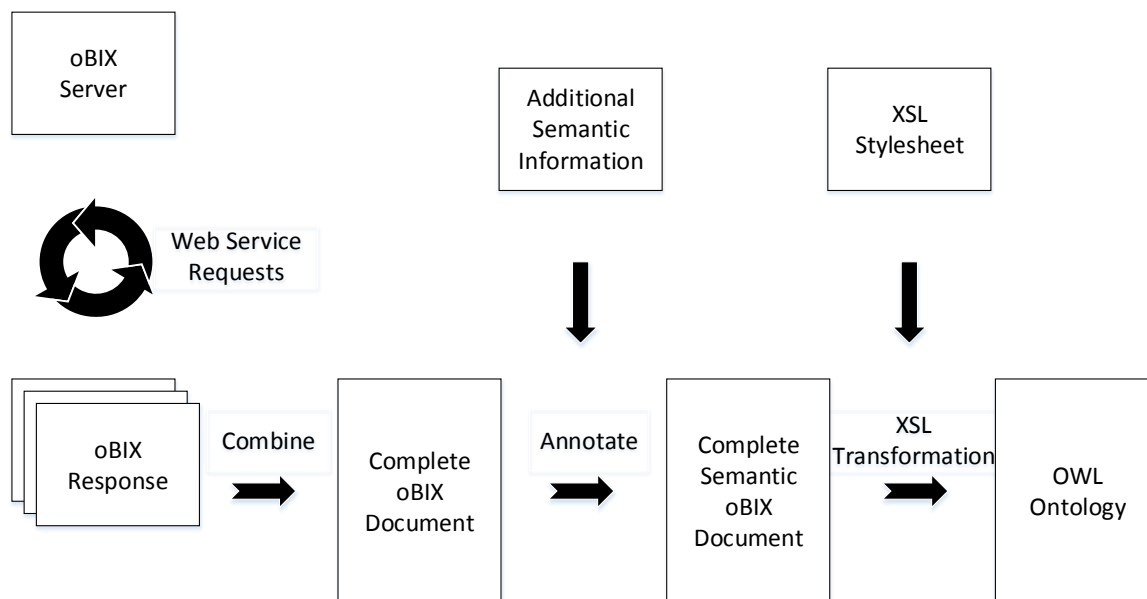 oBIX
Server
Additional
Semantic
Information
XSL
Stylesheet
Web Service
Requests
oBIX
Response
Combine
Complete
oBIX
Document
Annotate
Complete
Semantic
oBIX
Document
XSL
Transformation
OWL
Ontology